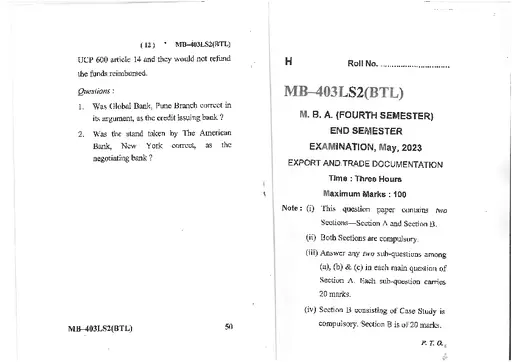 ( 12 ) MB–403LS2(BTL)
UCP 600 article 14 and they would not refund
the funds reimbursed.
Questions :
1. Was Global Bank, Pune Branch correct in
its argument, as the credit issuing bank ?
2. Was the stand taken by The American
Bank, New York correct, as the
negotiating bank ?
MB–403LS2(BTL) 50
H Roll No. ..............................
MB–403LS2(BTL)
M. B. A. (FOURTH SEMESTER)
END SEMESTER
EXAMINATION, May, 2023
EXPORT AND TRADE DOCUMENTATION
Time : Three Hours
Maximum Marks : 100
Note : (i) This question paper contains two
Sections—Section A and Section B.
(ii) Both Sections are compulsory.
(iii) Answer any two sub-questions among
(a), (b) & (c) in each main question of
Section A. Each sub-question carries
20 marks.
(iv) Section B consisting of Case Study is
compulsory. Section B is of 20 marks.
P. T. O.